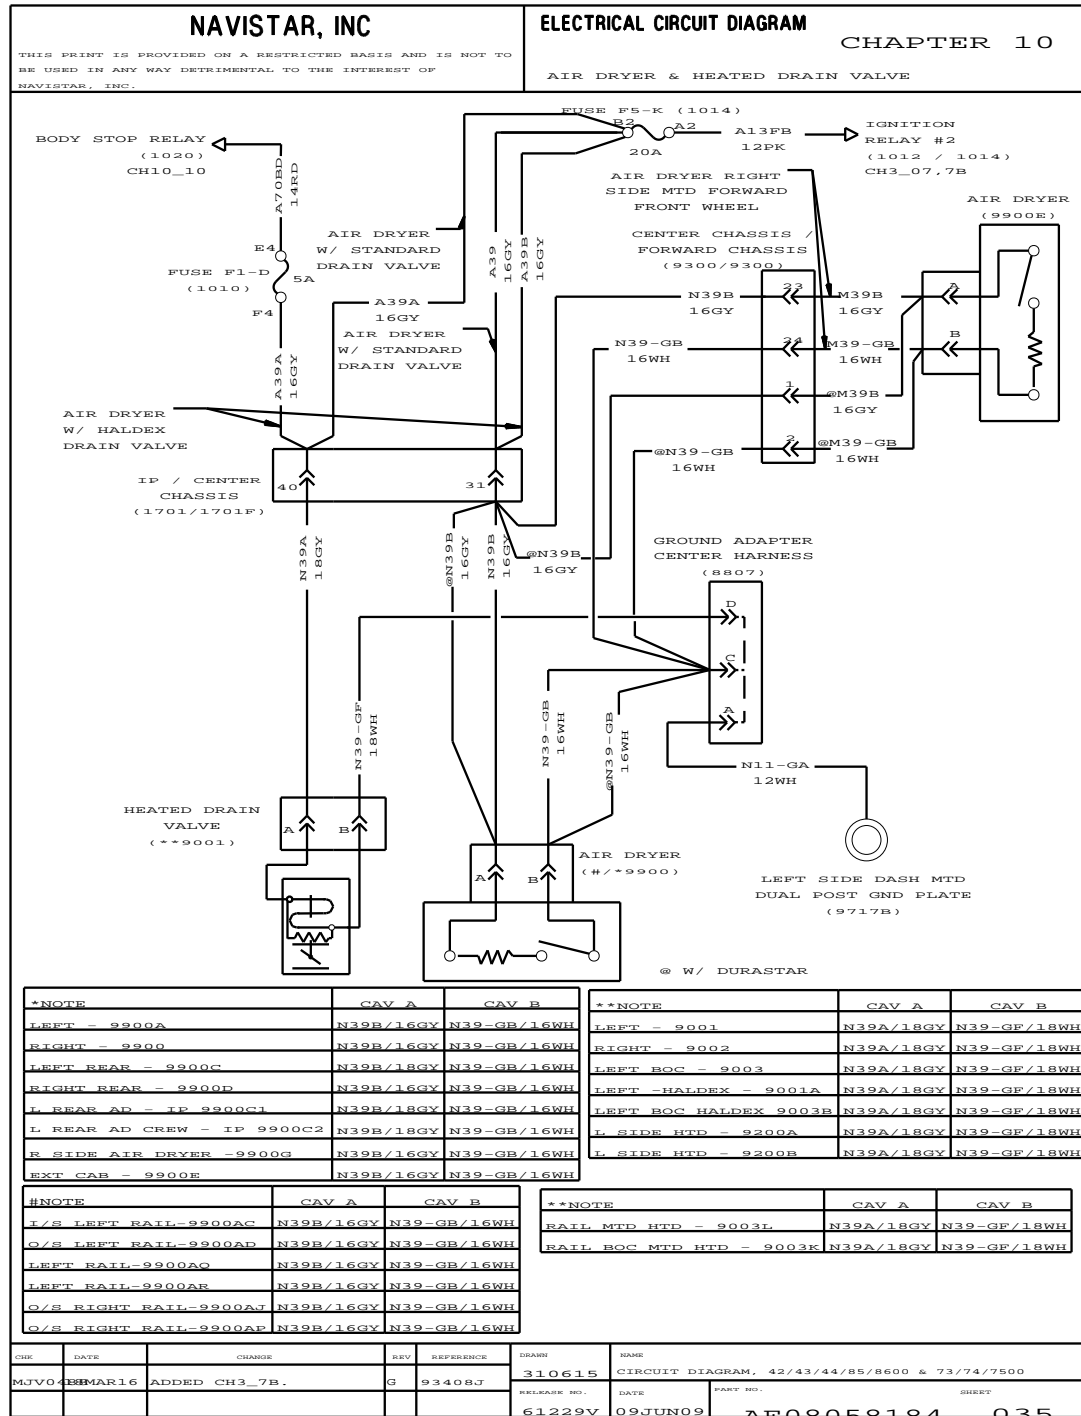 NAVISTAR, INC
THIS PRINT IS PROVIDED ON A RESTRICTED BASIS AND IS NOT TO
BE USED IN ANY WAY DETRIMENTAL TO THE INTEREST OF
NAVISTAR, INC.
ELECTRICAL CIRCUIT DIAGRAM
CHAPTER 10
AIR DRYER & HEATED DRAIN VALVE
BODY STOP RELAY
(1020)
CH10_10
A70BD
14RD
E4
FUSE F1-D
(1010)
5A
F4
A39A
16GY
FUSE F5-K (1014)
B2
A2
20A
A13FB
12PK
IGNITION
RELAY #2
(1012 / 1014)
CH3_07,7B
AIR DRYER RIGHT
SIDE MTD FORWARD
FRONT WHEEL
AIR DRYER
(9900E)
CENTER CHASSIS /
FORWARD CHASSIS
(9300/9300)
AIR DRYER
W/ STANDARD
DRAIN VALVE
A39
16GY
A39B
16GY
A39A
16GY
AIR DRYER
W/ STANDARD
DRAIN VALVE
N39B
16GY
23
M39B
16GY
A
N39-GB
16WH
24
M39-GB
16WH
B
1
@M39B
16GY
@N39-GB
16WH
2
@M39-GB
16WH
AIR DRYER
W/ HALDEX
DRAIN VALVE
IP / CENTER
CHASSIS
(1701/1701F)
40
31
N39A
18GY
@N39B
16GY
N39B
16GY
@N39B
16GY
GROUND ADAPTER
CENTER HARNESS
(8807)
D
C
A
N39-GF
18WH
N39-GB
16WH
@N39-GB
16WH
N11-GA
12WH
HEATED DRAIN
VALVE
(**9001)
A
B
AIR DRYER
(#/*9900)
A
B
LEFT SIDE DASH MTD
DUAL POST GND PLATE
(9717B)
@ W/ DURASTAR
*NOTE CAV A CAV B
LEFT - 9900A N39B/16GY N39-GB/16WH
RIGHT - 9900 N39B/16GY N39-GB/16WH
LEFT REAR - 9900C N39B/18GY N39-GB/16WH
RIGHT REAR - 9900D N39B/16GY N39-GB/16WH
L REAR AD - IP 9900C1 N39B/18GY N39-GB/16WH
L REAR AD CREW - IP 9900C2 N39B/18GY N39-GB/16WH
R SIDE AIR DRYER -9900G N39B/16GY N39-GB/16WH
EXT CAB - 9900E N39B/16GY N39-GB/16WH
**NOTE CAV A CAV B
LEFT - 9001 N39A/18GY N39-GF/18WH
RIGHT - 9002 N39A/18GY N39-GF/18WH
LEFT BOC - 9003 N39A/18GY N39-GF/18WH
LEFT -HALDEX - 9001A N39A/18GY N39-GF/18WH
LEFT BOC HALDEX 9003B N39A/18GY N39-GF/18WH
L SIDE HTD - 9200A N39A/18GY N39-GF/18WH
L SIDE HTD - 9200B N39A/18GY N39-GF/18WH
#NOTE CAV A CAV B
I/S LEFT RAIL-9900AC N39B/16GY N39-GB/16WH
O/S LEFT RAIL-9900AD N39B/16GY N39-GB/16WH
LEFT RAIL-9900AQ N39B/16GY N39-GB/16WH
LEFT RAIL-9900AR N39B/16GY N39-GB/16WH
O/S RIGHT RAIL-9900AJ N39B/16GY N39-GB/16WH
O/S RIGHT RAIL-9900AP N39B/16GY N39-GB/16WH
**NOTE CAV A CAV B
RAIL MTD HTD - 9003L N39A/18GY N39-GF/18WH
RAIL BOC MTD HTD - 9003K N39A/18GY N39-GF/18WH
CHK DATE CHANGE REV REFERENCE
ADDED CH3_7B. G 93408J
DRAWN
310615
NAME
CIRCUIT DIAGRAM, 42/43/44/85/8600 & 73/74/7500
RELEASE NO.
61229V
DATE
09JUN09
PART NO.
AE08058184
SHEET
035